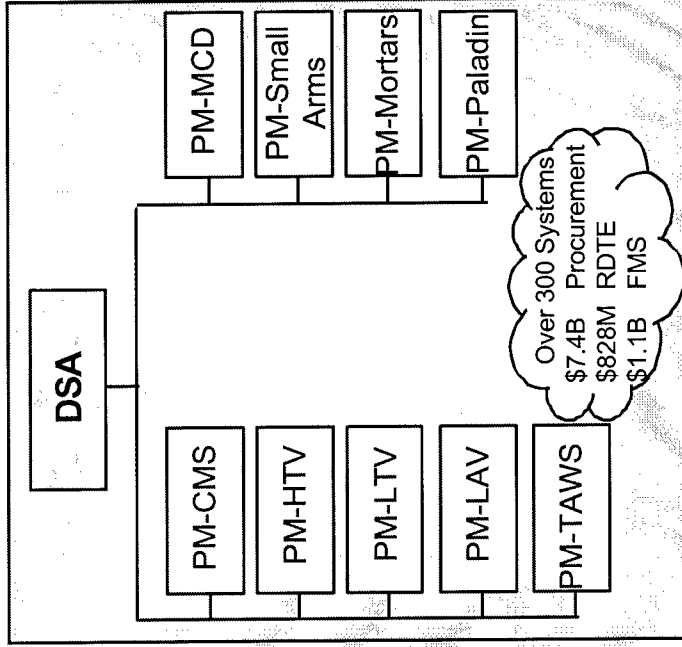 DSA
PM-CMS
PM-HTV
PM-LTV
PM-LAV
PM-TAWS
PM-MCD
PM-Small
Arms
PM-Mortars
PM-Paladin
Over 300 Systems
$7.4B Procurement
$828M RDTE
$1.1B FMS